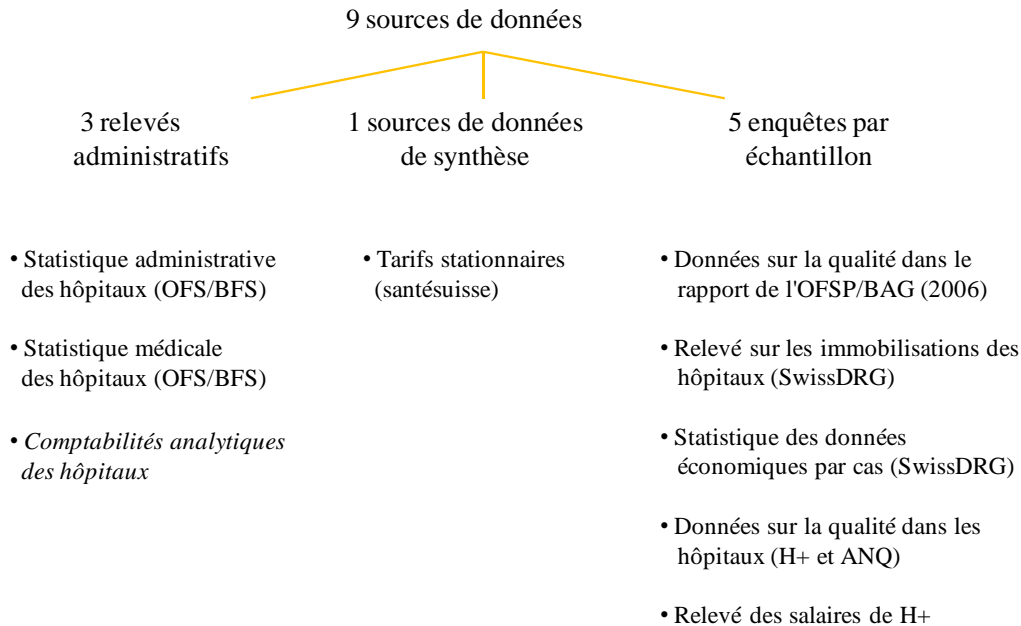 9 sources de données
3 relevés
administratifs
1 sources de données
de synthèse
5 enquêtes par
échantillon
• Statistique administrative
des hôpitaux (OFS/BFS)
• Statistique médicale
des hôpitaux (OFS/BFS)
• Comptabilités analytiques
des hôpitaux
• Tarifs stationnaires
(santésuisse)
• Données sur la qualité dans le
rapport de l'OFSP/BAG (2006)
• Relevé sur les immobilisations des
hôpitaux (SwissDRG)
• Statistique des données
économiques par cas (SwissDRG)
• Données sur la qualité dans les
hôpitaux (H+ et ANQ)
• Relevé des salaires de H+